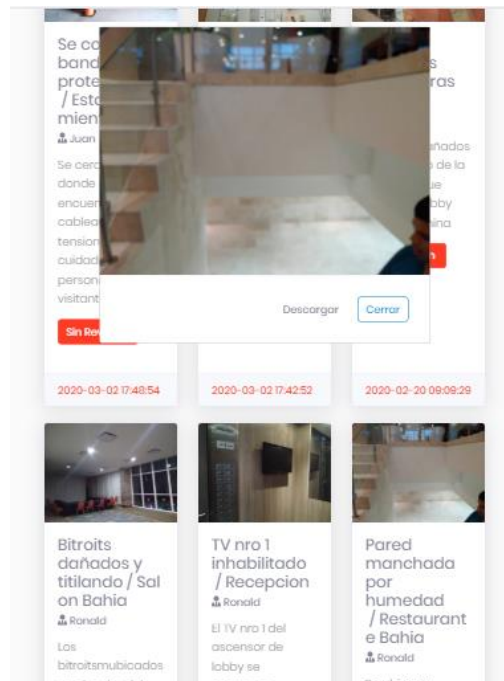 Se co
band
prote
/ Esta
mien
Juan
Se cerc
donde
encuen
cablea
tension
cuidad
person
visitant
Sin Rev
2020-03-02 17:48:54
2020-03-02 17:42:52
s
ras
añados
de la
ue
bby
ina
n
2020-02-20 09:09:29
Descargar
Cerrar
Bitroits
dañados y
titilando / Sal
on Bahia
Ronald
Los
bitroitsmubicados
TV nro 1
inhabilitado
/ Recepcion
Ronald
El TV nro 1 del
ascensor de
lobby se
Pared
manchada
por
humedad
/ Restaurant
e Bahia
Ronald